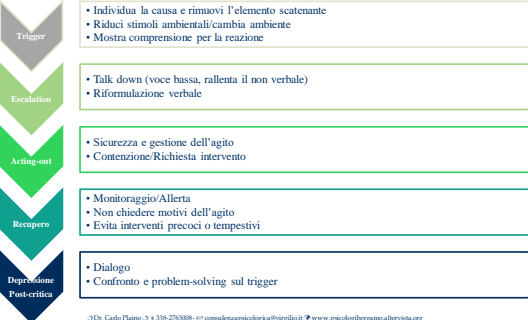 Trigger
• Individua la causa e rimuovi l’elemento scatenante
• Riduci stimoli ambientali/cambia ambiente
• Mostra comprensione per la reazione
Escalation
• Talk down (voce bassa, rallenta il non verbale)
• Riformulazione verbale
Acting-out
• Sicurezza e gestione dell’agito
• Contenzione/Richiesta intervento
Recupero
• Monitoraggio/Allerta
• Non chiedere motivi dell’agito
• Evita interventi precoci o tempestivi
Depressione
Post-critica
• Dialogo
• Confronto e problem-solving sul trigger
Dr. Carlo Plaino 338-2763008- consulenzapsicologica@virgilio.it www.psicologibergamo.altervista.org